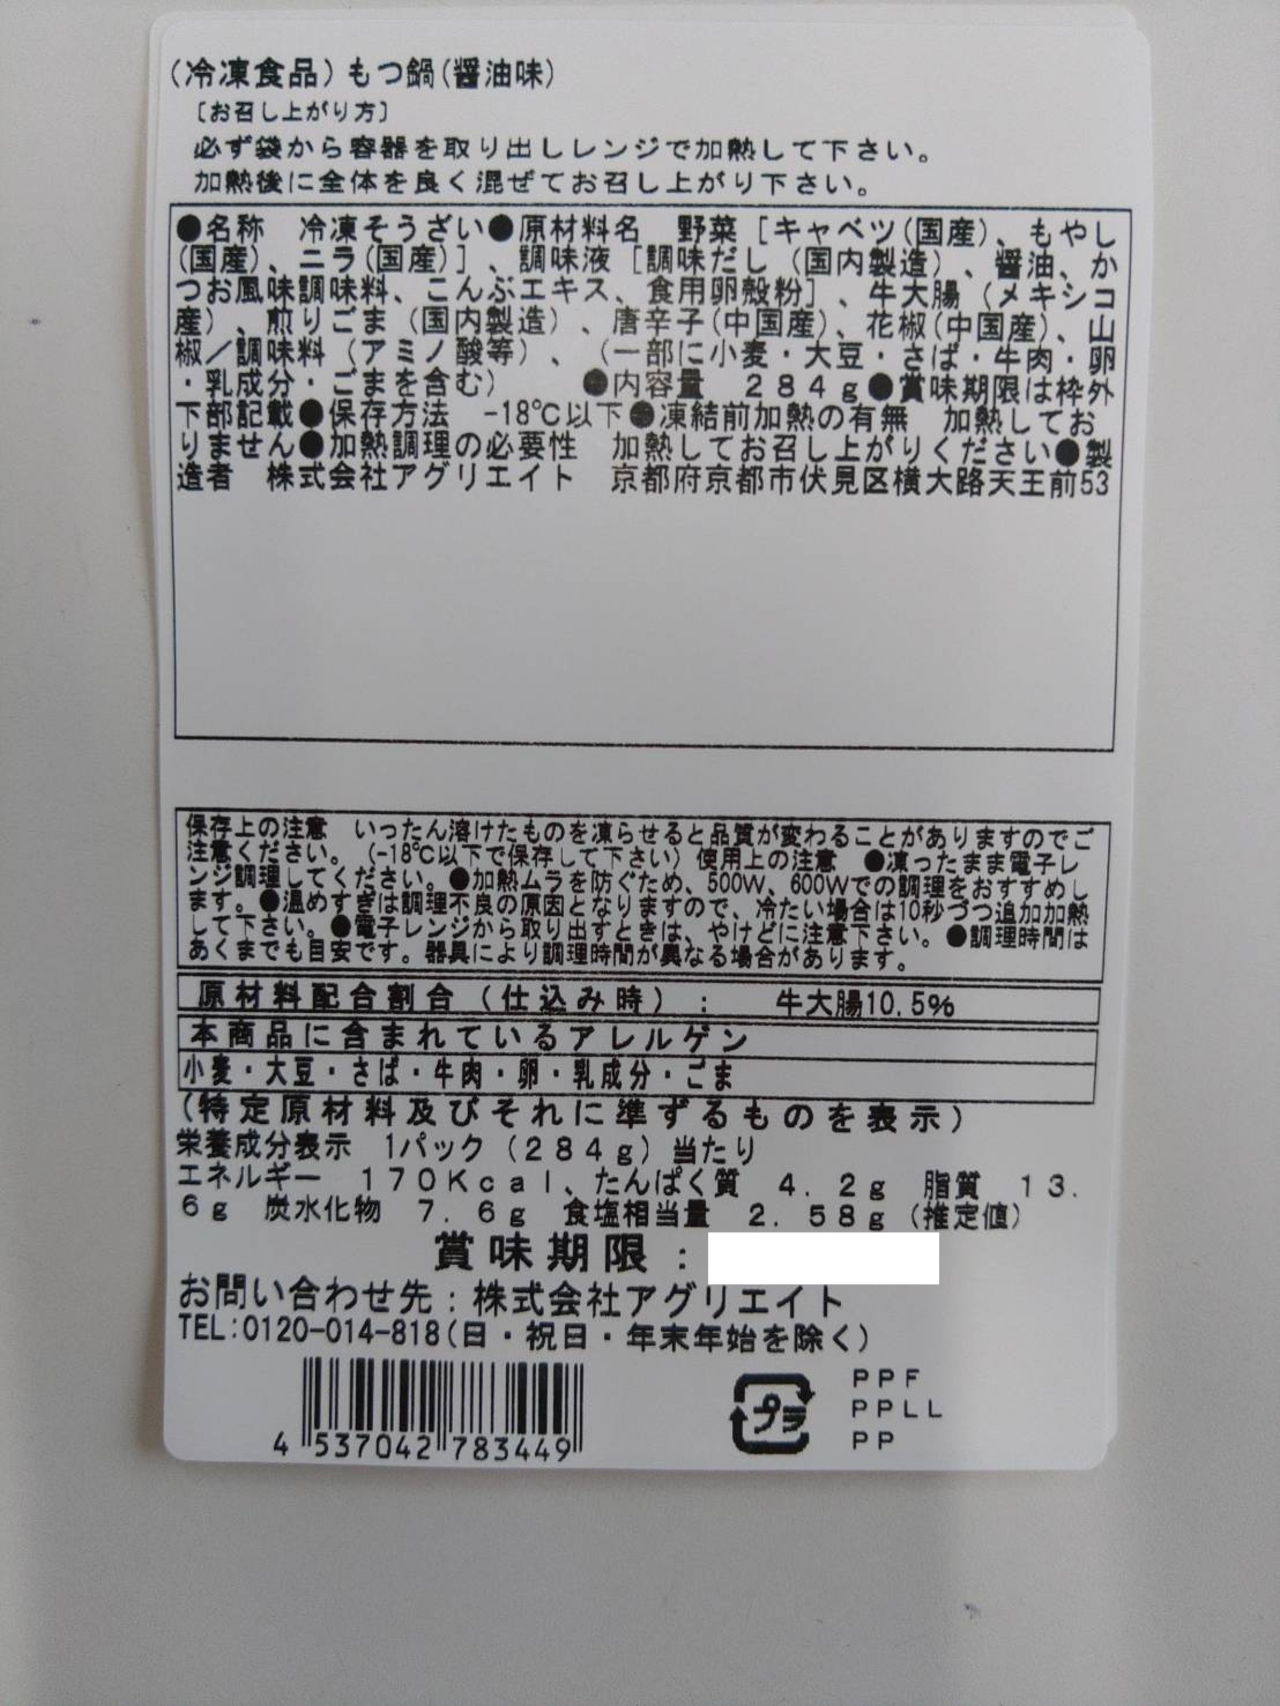 (冷凍食品)もつ鍋(醤油味)
［お召し上がり方］
必ず袋から容器を取り出しレンジで加熱して下さい。
加熱後に全体を良く混ぜてお召し上がり下さい。
●名称　冷凍そうざい●原材料名　野菜［キャベツ(国産)、もやし
(国産)、ニラ(国産)］、調味液［調味だし（国内製造）、醤油、か
つお風味調味料、こんぶエキス、食用卵殻粉］、牛大腸（メキシコ
産）、煎りごま（国内製造）、唐辛子(中国産)、花椒(中国産)、山
椒／調味料（アミノ酸等）、（一部に小麦・大豆・さば・牛肉・卵
・乳成分・ごまを含む）　●内容量　２８４ｇ●賞味期限は枠外
下部記載●保存方法　-18℃以下●凍結前加熱の有無　加熱してお
りません●加熱調理の必要性　加熱してお召し上がりください●製
造者　株式会社アグリエイト　京都府京都市伏見区横大路天王前53
保存上の注意　いったん溶けたものを凍らせると品質が変わることがありますのでご
注意ください。（-18℃以下で保存して下さい）使用上の注意　●凍ったまま電子レ
ンジ調理してください。●加熱ムラを防ぐため、500W、600Wでの調理をおすすめし
ます。●温めすぎは調理不良の原因となりますので、冷たい場合は10秒づつ追加加熱
して下さい。●電子レンジから取り出すときは、やけどに注意下さい。●調理時間は
あくまでも目安です。器具により調理時間が異なる場合があります。
原材料配合割合（仕込み時）：　牛大腸10.5%
本商品に含まれているアレルゲン
小麦・大豆・さば・牛肉・卵・乳成分・ごま
(特定原材料及びそれに準ずるものを表示)
栄養成分表示　1パック（２８４ｇ）当たり
エネルギー　１７０Ｋｃａｌ、たんぱく質　４．２ｇ　脂質　１３．
６ｇ　炭水化物　７．６ｇ　食塩相当量　２．５８ｇ（推定値）
賞味期限：
お問い合わせ先：株式会社アグリエイト
TEL:0120-014-818(日・祝日・年末年始を除く)
プラ
ＰＰＦ
ＰＰＬＬ
ＰＰ
4 537042 783449